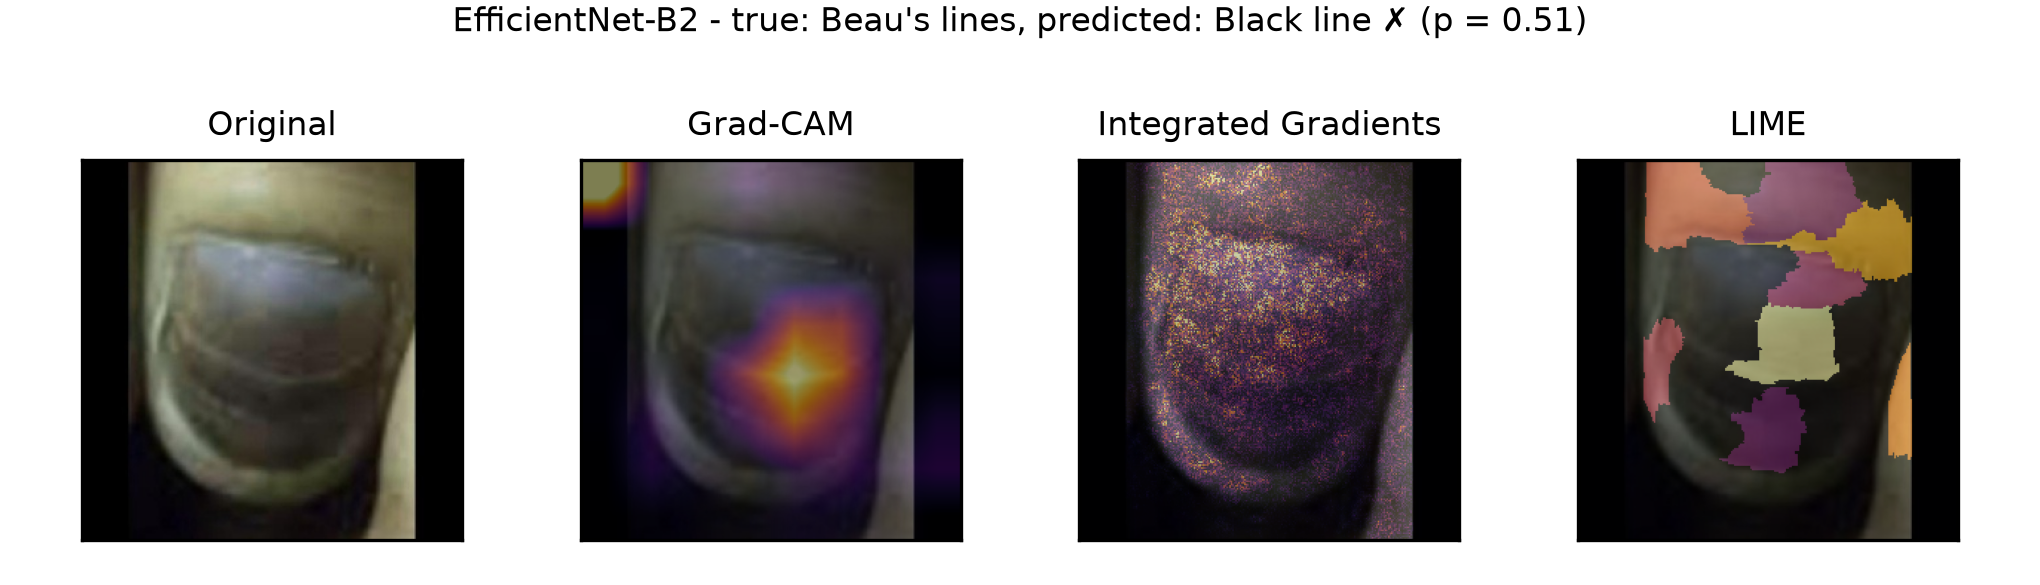 EfficientNet-B2 - true: Beau's lines, predicted: Black line ✗ (p = 0.51)
Original
Grad-CAM
Integrated Gradients
LIME